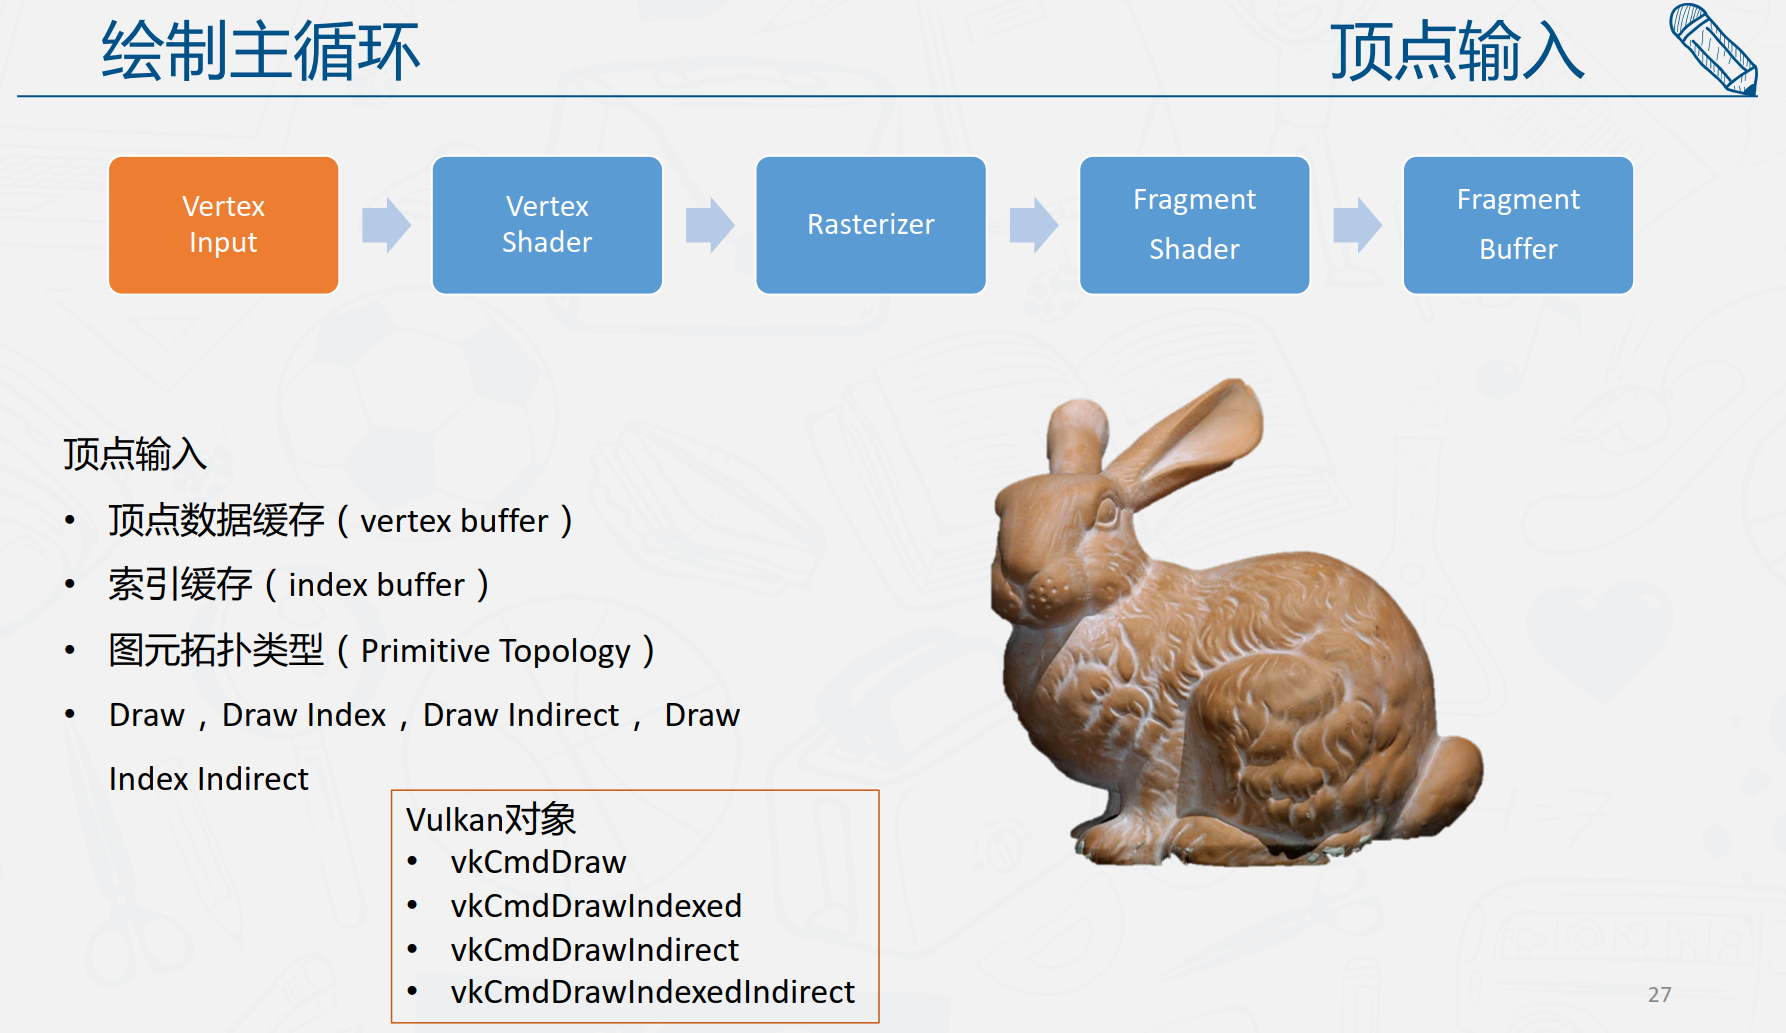 绘制主循环
顶点输入
Vertex
Input
Vertex
Shader
Rasterizer
Fragment
Shader
Fragment
Buffer
顶点输入
• 顶点数据缓存（vertex buffer）
• 索引缓存（index buffer）
• 图元拓扑类型（Primitive Topology）
• Draw，Draw Index，Draw Indirect， Draw
Index Indirect
Vulkan对象
• vkCmdDraw
• vkCmdDrawIndexed
• vkCmdDrawIndirect
• vkCmdDrawIndexedIndirect
27